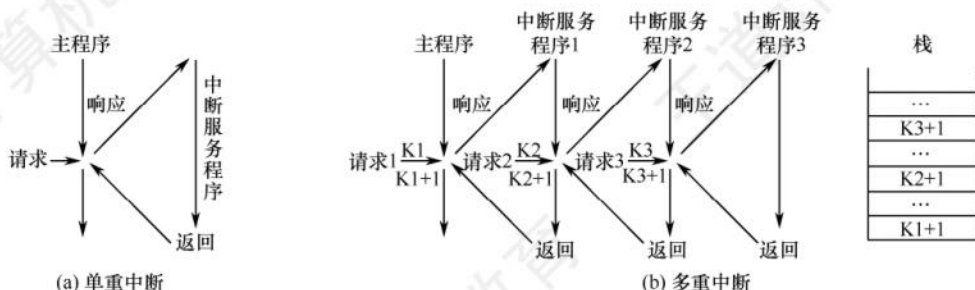 主程序
响应
请求
中断服务程序
返回
(a) 单重中断
主程序
中断服务
程序1
中断服务
程序2
中断服务
程序3
响应
响应
响应
请求1
K1
K1+1
请求2
K2
K2+1
请求3
K3
K3+1
返回
返回
返回
(b) 多重中断
栈
…
K3+1
…
K2+1
…
K1+1